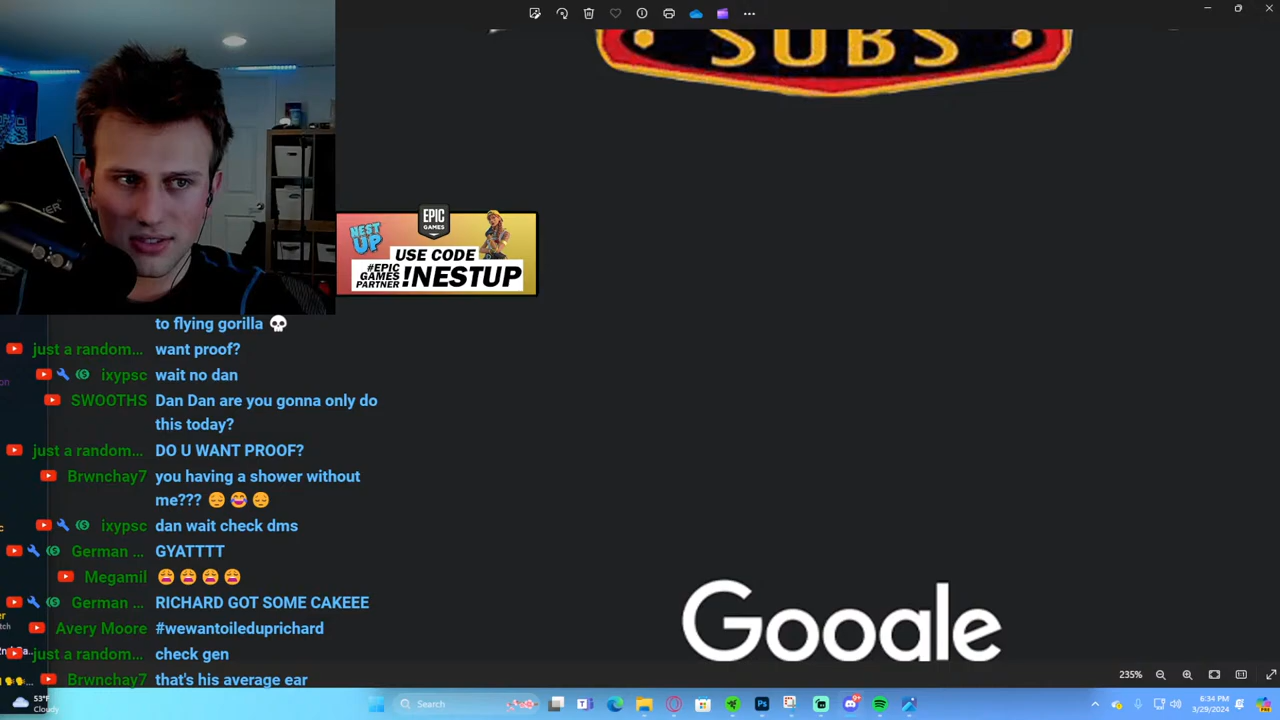 SUBS
NEST
UP
EPIC
GAMES
USE CODE
#EPIC
GAMES
PARTNER
!NESTUP
to flying gorilla 💀
just a random... want proof?
ixypsc wait no dan
SWOOTHS Dan Dan are you gonna only do
this today?
just a random... DO U WANT PROOF?
Brwnchay7 you having a shower without
me??? 😔 😂 😔
ixypsc dan wait check dms
German ... GYATTTT
Megamil 😩 😩 😩 😩
German ... RICHARD GOT SOME CAKEEE
Avery Moore #wewantoileduprichard
just a random... check gen
Brwnchay7 that's his average ear
Google
235%
53°F
Cloudy
Search
6:34 PM
3/29/2024